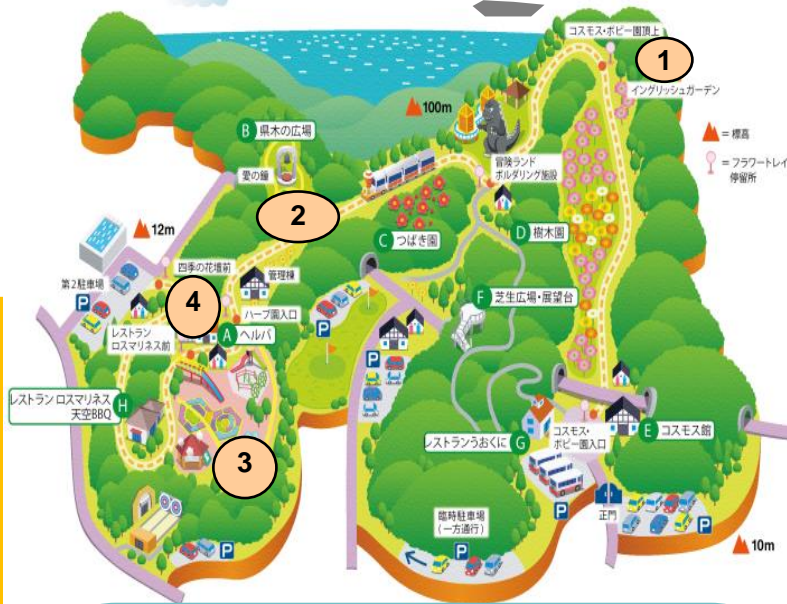 コスモス・ポピー園頂上
1
イングリッシュガーデン
100m
= 標高
= フラワートレイン
停留所
B 県木の広場
愛の鐘
冒険ランド
ボルダリング施設
2
D 樹木園
C つばき園
12m
第2駐車場
P
四季の花壇前
管理棟
4
ハーブ園入口
P
F 芝生広場・展望台
レストラン
ロスマリネス前
A ヘルバ
P
レストラン ロスマリネス
天空BBQ
H
3
レストランうおくに G
コスモス・
ポピー園入口
E コスモス館
P
正門
臨時駐車場
(一方通行)
P
P
P
10m